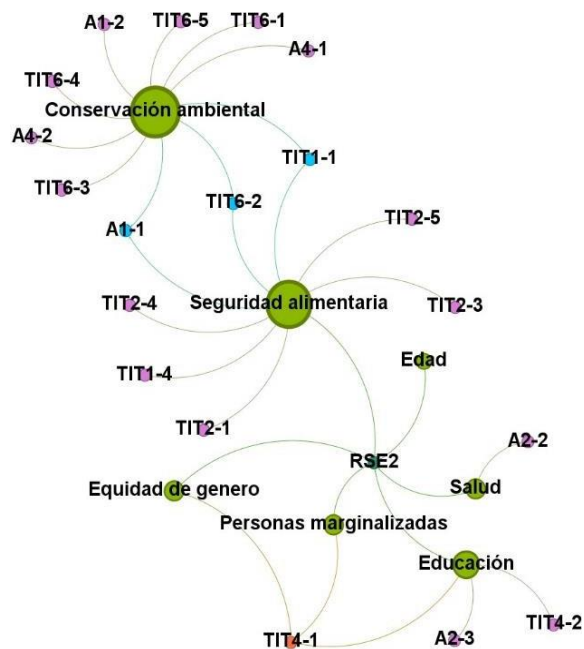 TIT6-5
TIT6-1
A1-2
A4-1
TIT6-4
Conservación ambiental
A4-2
TIT1-1
TIT6-3
TIT6-2
TIT2-5
A1-1
Seguridad alimentaria
TIT2-4
TIT2-3
Edad
TIT1-4
TIT2-1
A2-2
RSE2
Equidad de genero
Salud
Personas marginalizadas
Educación
TIT4-2
TIT4-1
A2-3